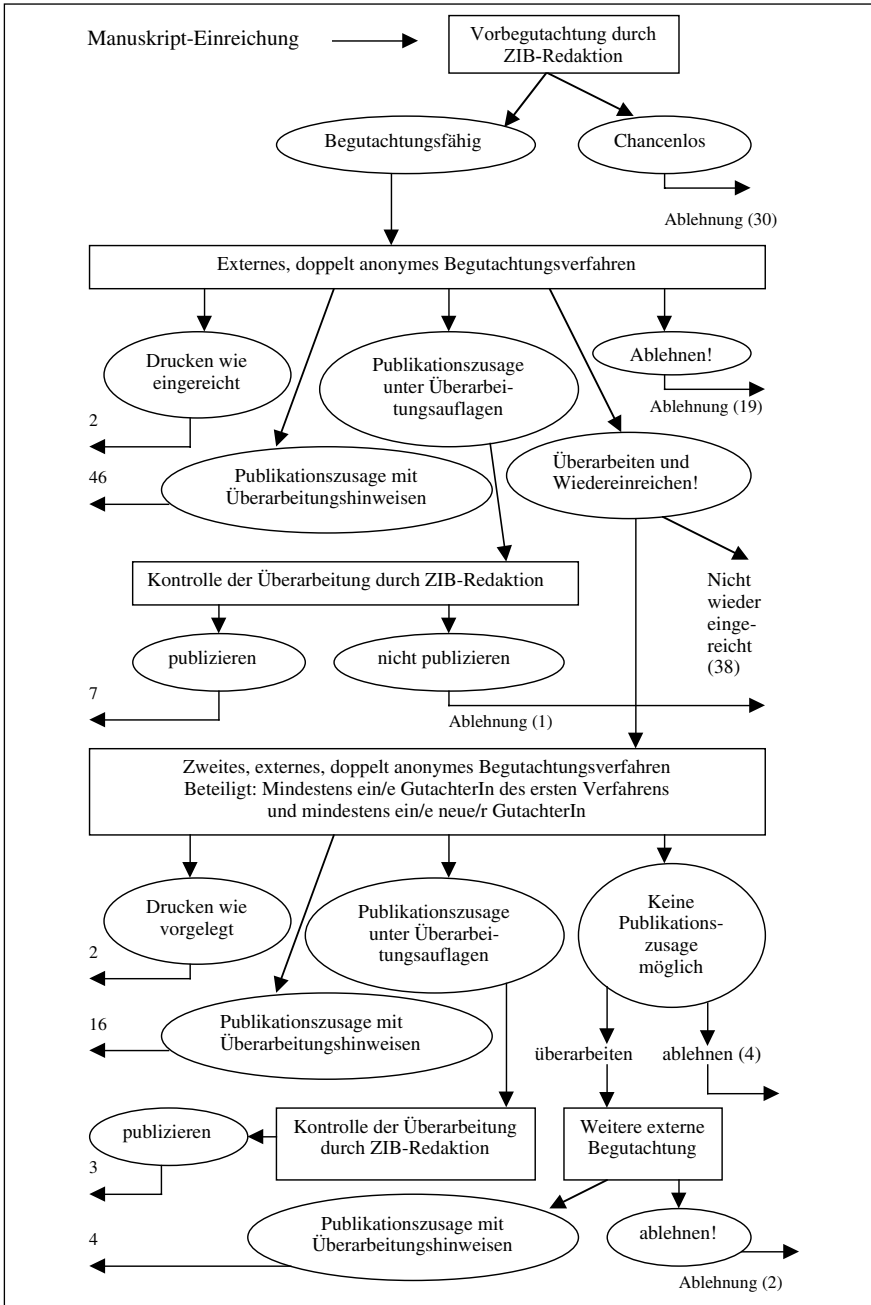 Manuskript-Einreichung
Vorbegutachtung durch
ZIB-Redaktion
Begutachtungsfähig
Chancenlos
Ablehnung (30)
Externes, doppelt anonymes Begutachtungsverfahren
Drucken wie
eingereicht
2
Publikationszusage
unter Überarbei-
tungsauflagen
Ablehnen!
Ablehnung (19)
46
Publikationszusage mit
Überarbeitungshinweisen
Überarbeiten und
Wiedereinreichen!
Kontrolle der Überarbeitung durch ZIB-Redaktion
Nicht
wieder
einge-
reicht
(38)
publizieren
nicht publizieren
7
Ablehnung (1)
Zweites, externes, doppelt anonymes Begutachtungsverfahren
Beteiligt: Mindestens ein/e GutachterIn des ersten Verfahrens
und mindestens ein/e neue/r GutachterIn
Drucken wie
vorgelegt
2
Publikationszusage
unter Überarbei-
tungsauflagen
Keine
Publikations-
zusage
möglich
16
Publikationszusage mit
Überarbeitungshinweisen
überarbeiten
ablehnen (4)
publizieren
3
Kontrolle der Überarbeitung
durch ZIB-Redaktion
Weitere externe
Begutachtung
4
Publikationszusage mit
Überarbeitungshinweisen
ablehnen!
Ablehnung (2)